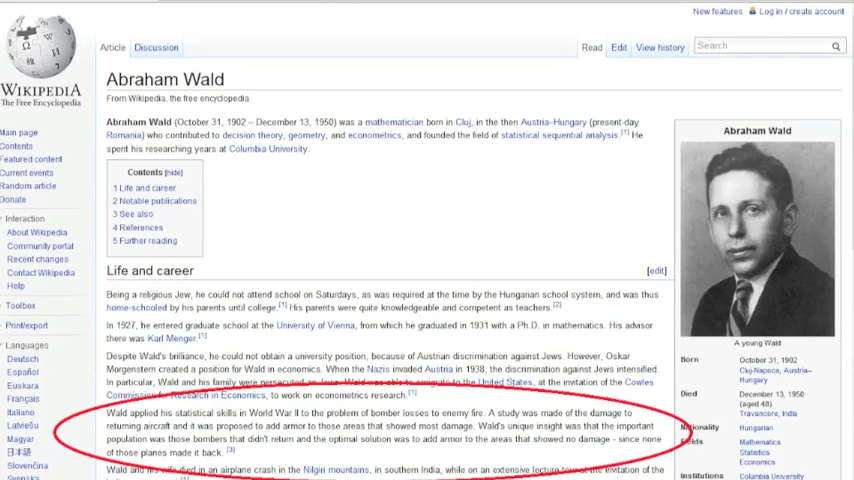 New features Log in / create account
Article Discussion Read Edit View history Search
WIKIPEDIA
The Free Encyclopedia
Main page
Contents
Featured content
Current events
Random article
Donate
Interaction
About Wikipedia
Community portal
Recent changes
Contact Wikipedia
Help
Toolbox
Print/export
Languages
Deutsch
Español
Euskara
Français
Italiano
Latviešu
Magyar
日本語
Slovenčina
Svenska
Abraham Wald
From Wikipedia, the free encyclopedia
Abraham Wald (October 31, 1902 – December 13, 1950) was a mathematician born in Cluj, in the then Austria–Hungary (present-day
Romania) who contributed to decision theory, geometry, and econometrics, and founded the field of statistical sequential analysis.[1] He
spent his researching years at Columbia University.
Contents [hide]
1 Life and career
2 Notable publications
3 See also
4 References
5 Further reading
Life and career [edit]
Being a religious Jew, he could not attend school on Saturdays, as was required at the time by the Hungarian school system, and was thus
home-schooled by his parents until college.[1] His parents were quite knowledgeable and competent as teachers.[2]
In 1927, he entered graduate school at the University of Vienna, from which he graduated in 1931 with a Ph.D. in mathematics. His advisor
there was Karl Menger.[1]
Despite Wald's brilliance, he could not obtain a university position, because of Austrian discrimination against Jews. However, Oskar
Morgenstern created a position for Wald in economics. When the Nazis invaded Austria in 1938, the discrimination against Jews intensified.
In particular, Wald and his family were persecuted as Jews. Wald was able to emigrate to the United States, at the invitation of the Cowles
Commission for Research in Economics, to work on econometrics research.[1]
Wald applied his statistical skills in World War II to the problem of bomber losses to enemy fire. A study was made of the damage to
returning aircraft and it was proposed to add armor to those areas that showed most damage. Wald's unique insight was that the important
population was those bombers that didn't return and the optimal solution was to add armor to the areas that showed no damage - since none
of those planes made it back. [3]
Wald and his wife died in an airplane crash in the Nilgiri mountains, in southern India, while on an extensive lecture tour at the invitation of the
Abraham Wald
A young Wald
Born October 31, 1902
Cluj-Napoca, Austria–
Hungary
Died December 13, 1950
(aged 48)
Travancore, India
Nationality Hungarian
Fields Mathematics
Statistics
Economics
Institutions Columbia University